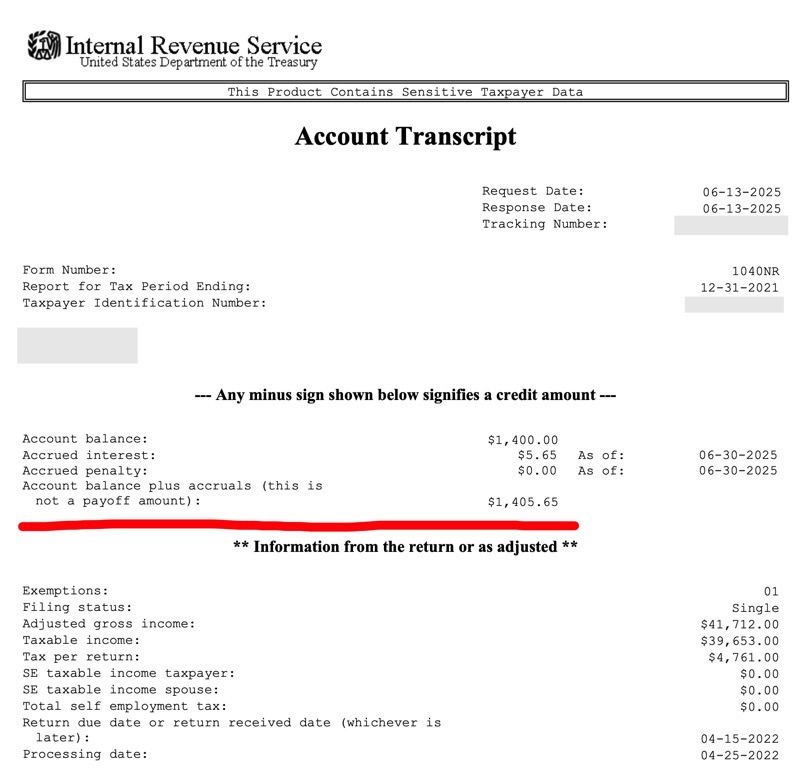 Internal Revenue Service
United States Department of the Treasury
This Product Contains Sensitive Taxpayer Data
Account Transcript
Request Date: 06-13-2025
Response Date: 06-13-2025
Tracking Number:
Form Number: 1040NR
Report for Tax Period Ending: 12-31-2021
Taxpayer Identification Number:
--- Any minus sign shown below signifies a credit amount ---
Account balance: $1,400.00
Accrued interest: $5.65 As of: 06-30-2025
Accrued penalty: $0.00 As of: 06-30-2025
Account balance plus accruals (this is
not a payoff amount): $1,405.65
** Information from the return or as adjusted **
Exemptions: 01
Filing status: Single
Adjusted gross income: $41,712.00
Taxable income: $39,653.00
Tax per return: $4,761.00
SE taxable income taxpayer: $0.00
SE taxable income spouse: $0.00
Total self employment tax: $0.00
Return due date or return received date (whichever is
later): 04-15-2022
Processing date: 04-25-2022